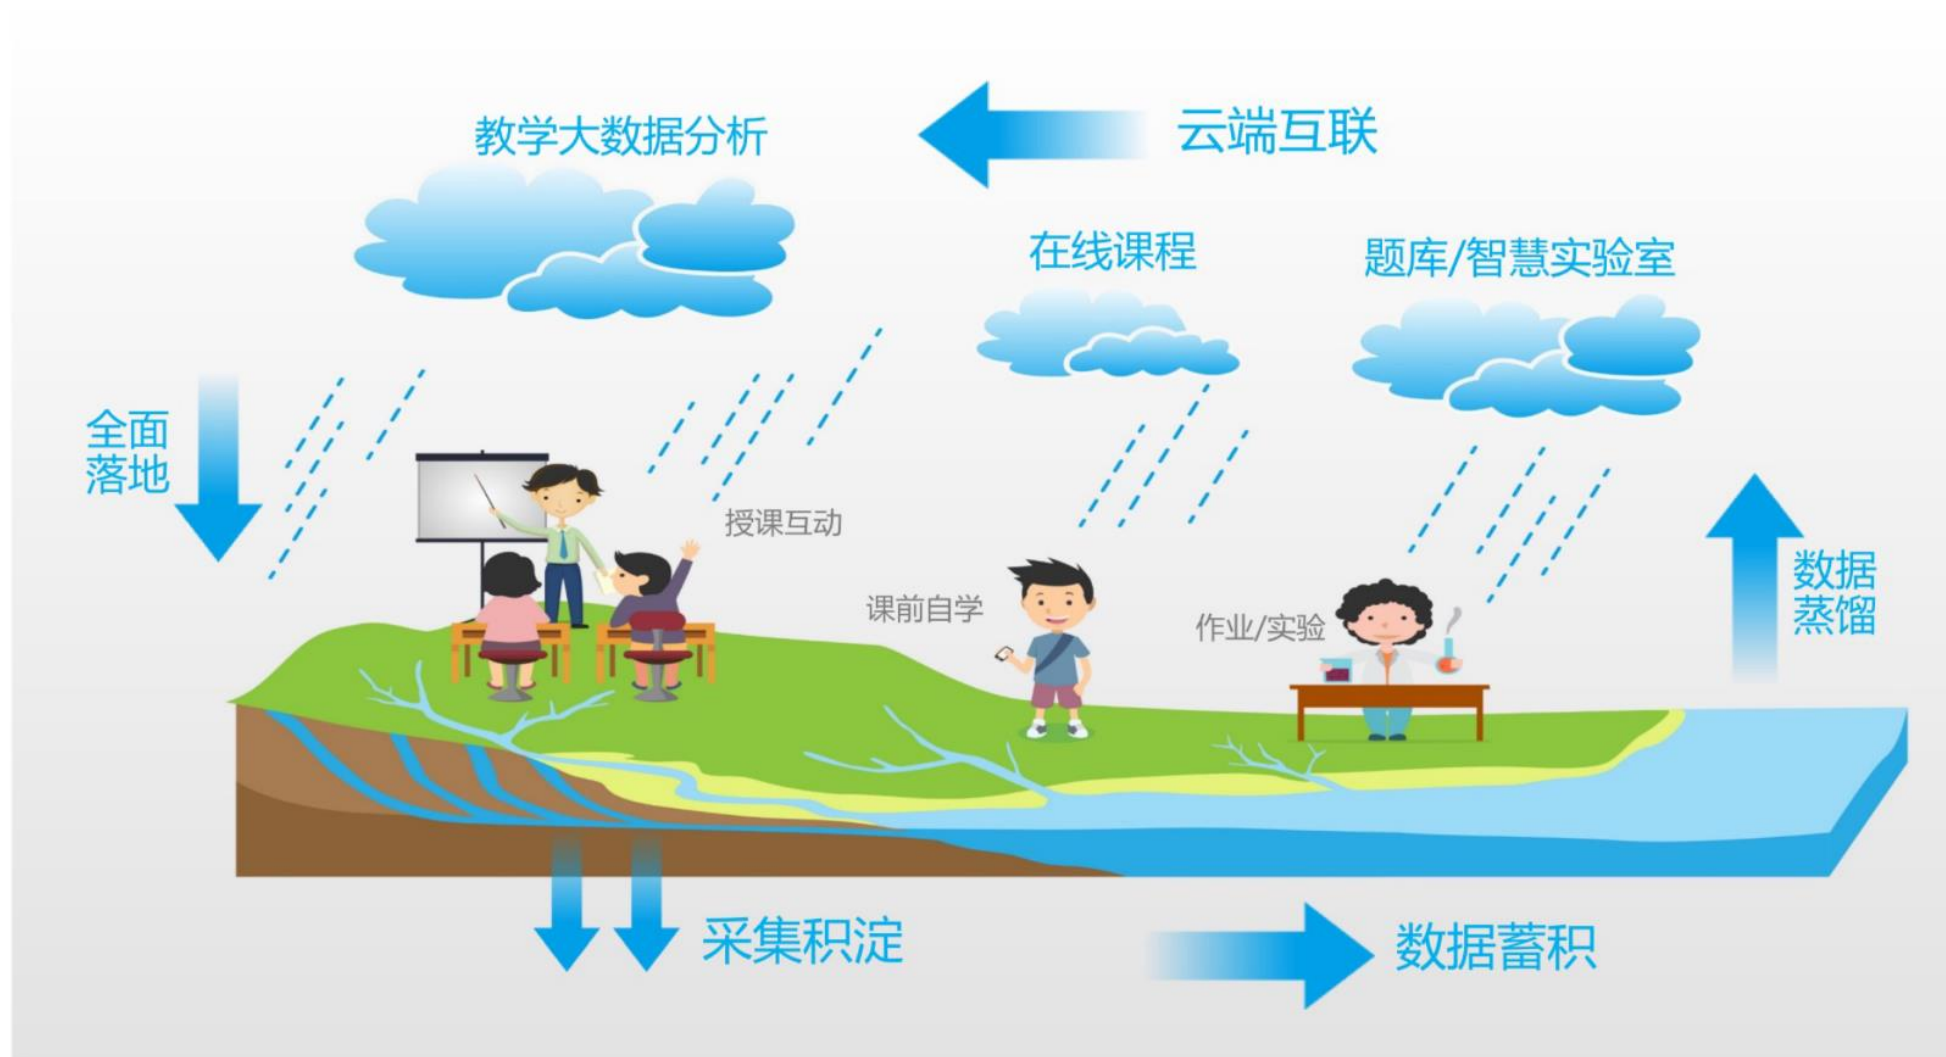 教学大数据分析
云端互联
在线课程
题库/智慧实验室
全面
落地
授课互动
课前自学
作业/实验
数据
蒸馏
采集积淀
数据蓄积